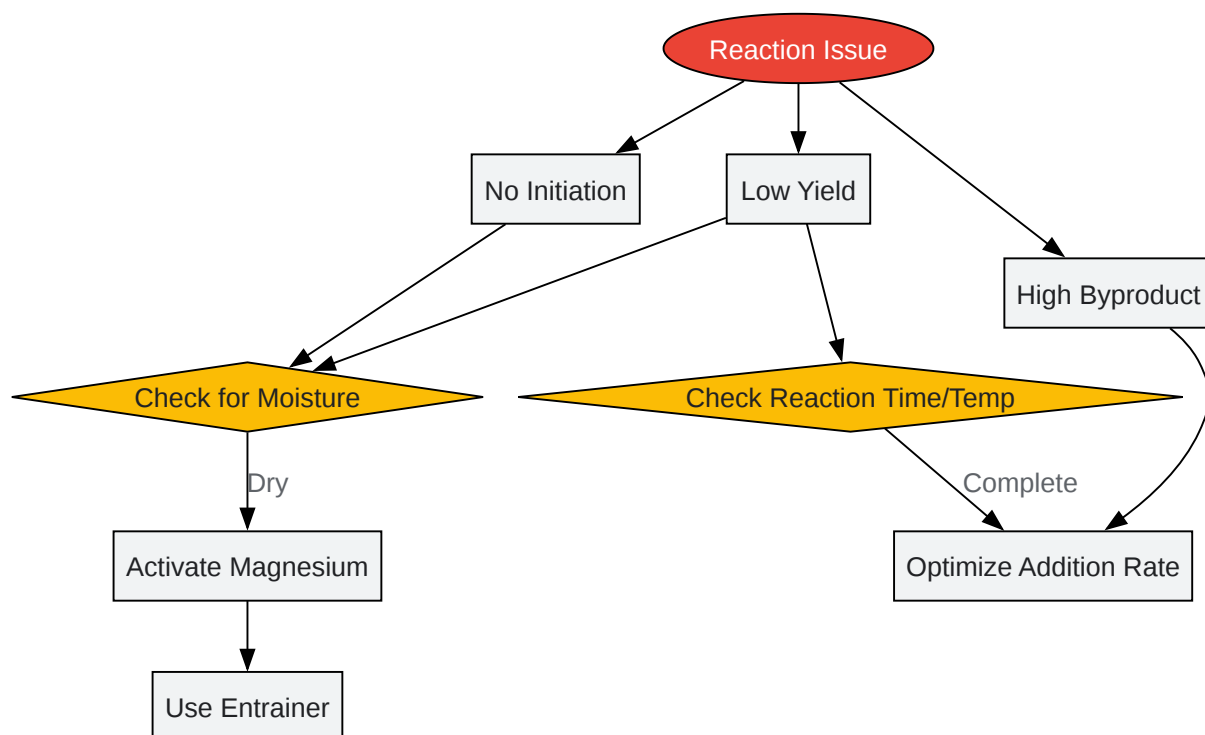 Reaction Issue
No Initiation
Low Yield
High Byproduct
Check for Moisture
Check Reaction Time/Temp
Dry
Complete
Activate Magnesium
Optimize Addition Rate
Use Entrainer